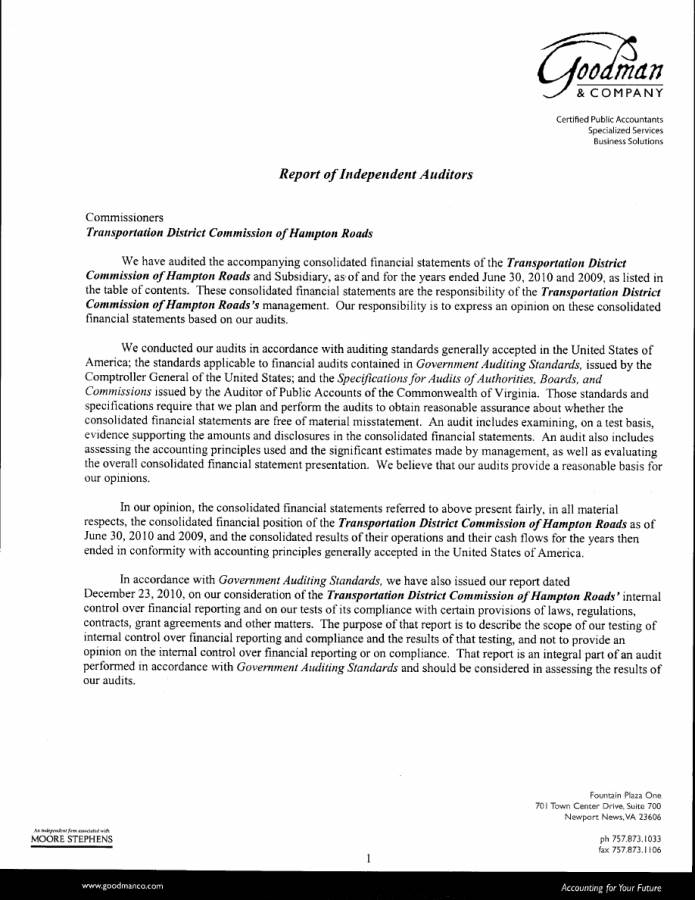 Goodman
& COMPANY
Certified Public Accountants
Specialized Services
Business Solutions
Report of Independent Auditors
Commissioners
Transportation District Commission of Hampton Roads
We have audited the accompanying consolidated financial statements of the Transportation District
Commission of Hampton Roads and Subsidiary, as of and for the years ended June 30, 2010 and 2009, as listed in
the table of contents. These consolidated financial statements are the responsibility of the Transportation District
Commission of Hampton Roads's management. Our responsibility is to express an opinion on these consolidated
financial statements based on our audits.
We conducted our audits in accordance with auditing standards generally accepted in the United States of
America; the standards applicable to financial audits contained in Government Auditing Standards, issued by the
Comptroller General of the United States; and the Specifications for Audits of Authorities, Boards, and
Commissions issued by the Auditor of Public Accounts of the Commonwealth of Virginia. Those standards and
specifications require that we plan and perform the audits to obtain reasonable assurance about whether the
consolidated financial statements are free of material misstatement. An audit includes examining, on a test basis,
evidence supporting the amounts and disclosures in the consolidated financial statements. An audit also includes
assessing the accounting principles used and the significant estimates made by management, as well as evaluating
the overall consolidated financial statement presentation. We believe that our audits provide a reasonable basis for
our opinions.
In our opinion, the consolidated financial statements referred to above present fairly, in all material
respects, the consolidated financial position of the Transportation District Commission of Hampton Roads as of
June 30, 2010 and 2009, and the consolidated results of their operations and their cash flows for the years then
ended in conformity with accounting principles generally accepted in the United States of America.
In accordance with Government Auditing Standards, we have also issued our report dated
December 23, 2010, on our consideration of the Transportation District Commission of Hampton Roads' internal
control over financial reporting and on our tests of its compliance with certain provisions of laws, regulations,
contracts, grant agreements and other matters. The purpose of that report is to describe the scope of our testing of
internal control over financial reporting and compliance and the results of that testing, and not to provide an
opinion on the internal control over financial reporting or on compliance. That report is an integral part of an audit
performed in accordance with Government Auditing Standards and should be considered in assessing the results of
our audits.
Fountain Plaza One
701 Town Center Drive, Suite 700
Newport News, VA 23606
An independent firm associated with
MOORE STEPHENS
ph 757.873.1033
fax 757.873.1106
1
www.goodmanco.com
Accounting for Your Future